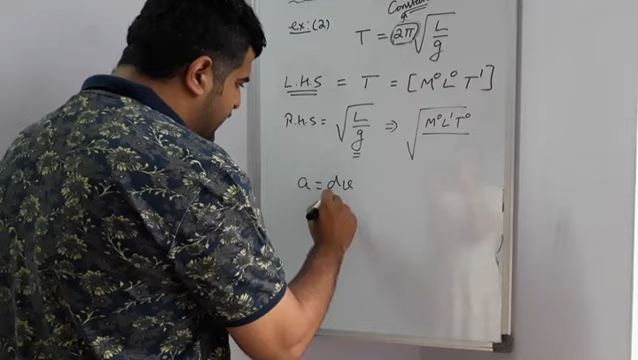 Constant
ex:(2) T = 2π √(L/g)
L.H.S = T = [M⁰L⁰T¹]
R.H.S = √(L/g) ⇒ √(M⁰L¹T⁰
a = dv